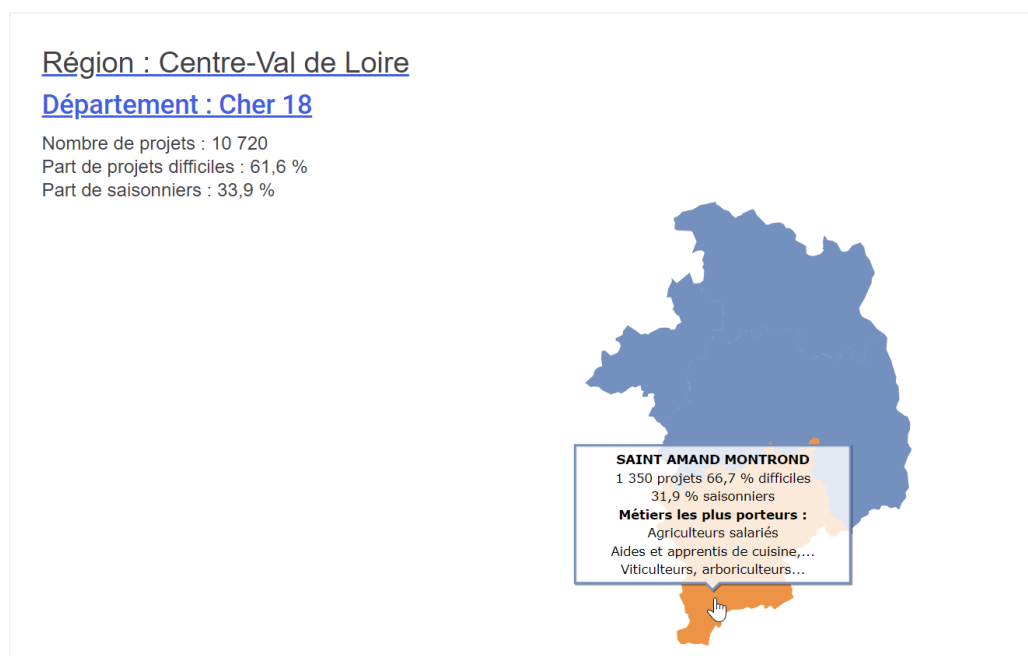 Région : Centre-Val de Loire
Département : Cher 18
Nombre de projets : 10 720
Part de projets difficiles : 61,6 %
Part de saisonniers : 33,9 %
SAINT AMAND MONTROND
1 350 projets 66,7 % difficiles
31,9 % saisonniers
Métiers les plus porteurs :
Agriculteurs salariés
Aides et apprentis de cuisine,...
Viticulteurs, arboriculteurs...